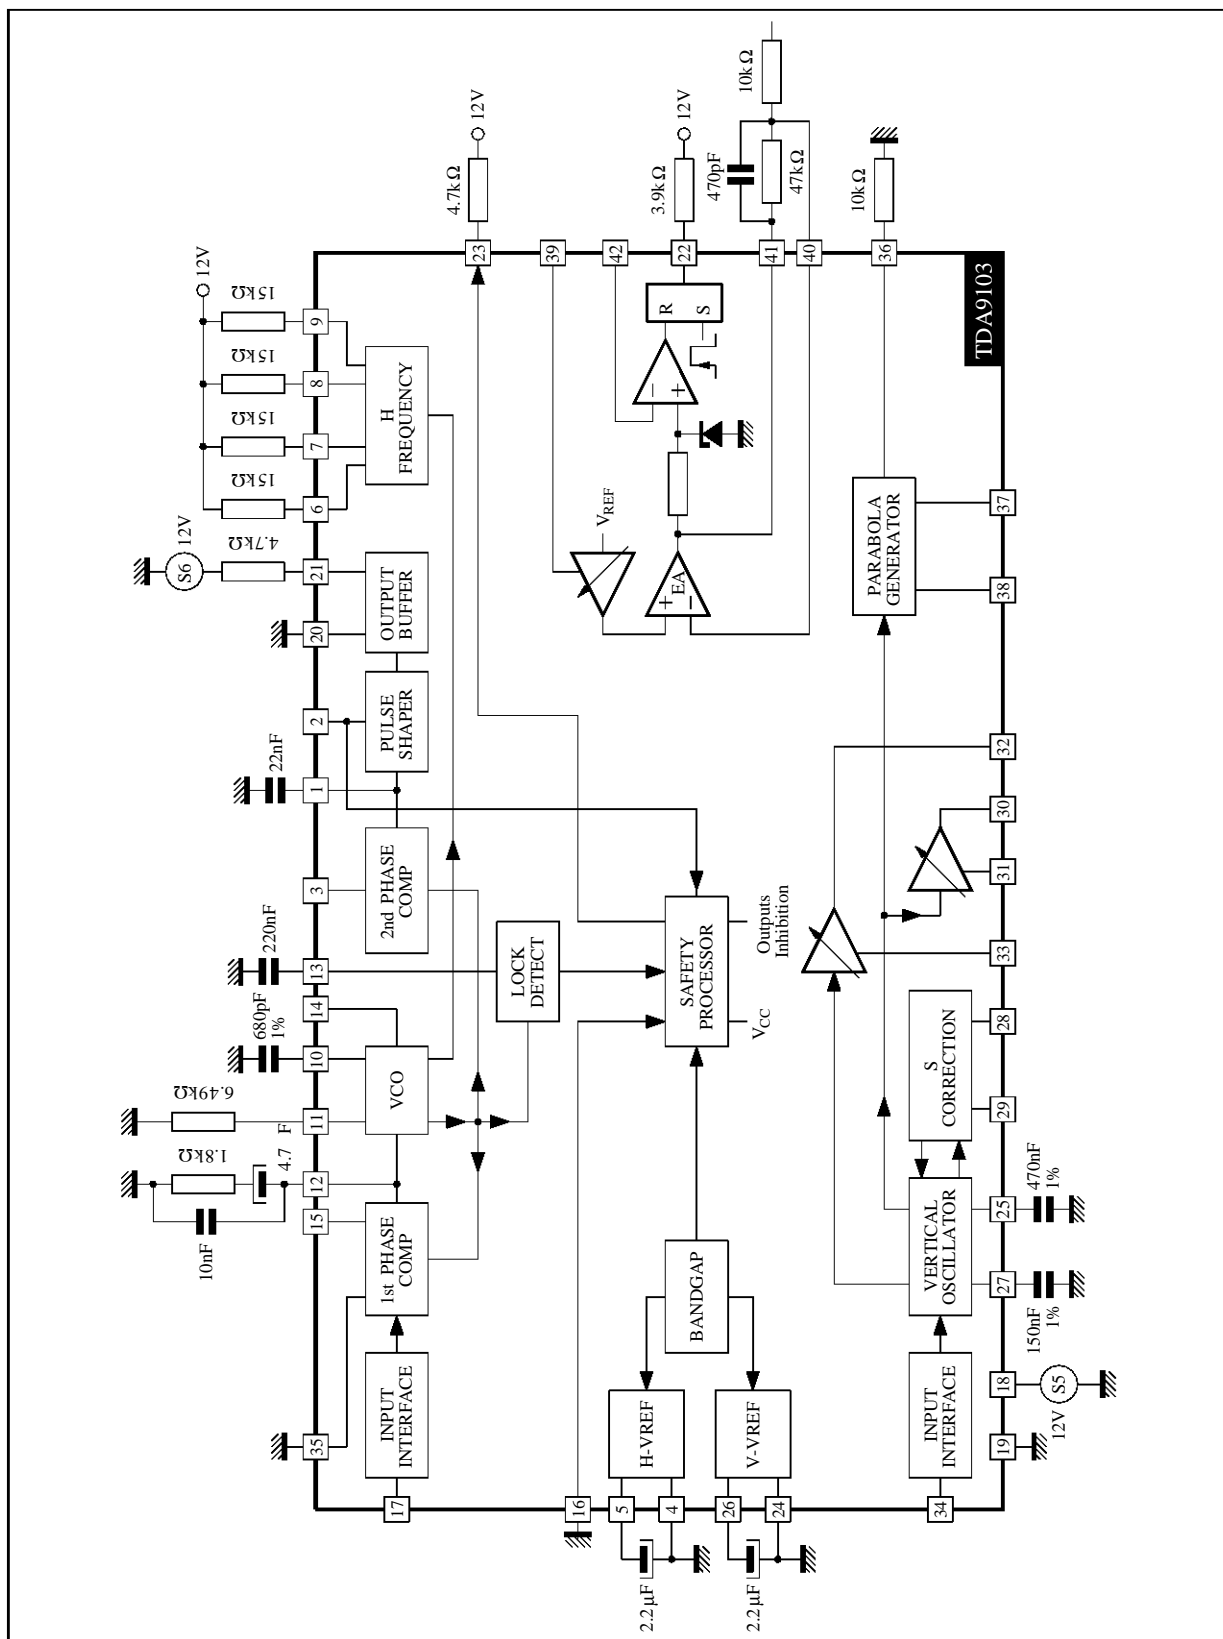 12V
15kΩ
15kΩ
15kΩ
15kΩ
12V
4.7kΩ
S6
22nF
220nF
680pF
1%
6.49kΩ
1.8kΩ
4.7 F
10nF
9
8
7
6
21
20
2
1
3
13
14
10
11
12
15
35
H
FREQUENCY
OUTPUT
BUFFER
PULSE
SHAPER
2nd PHASE
COMP
VCO
1st PHASE
COMP
INPUT
INTERFACE
17
LOCK
DETECT
16
4.7kΩ
12V
23
39
42
22
3.9kΩ
12V
470pF
47kΩ
10kΩ
41
40
36
10kΩ
R
S
−
+
VREF
+
−
EA
SAFETY
PROCESSOR
Outputs
Inhibition
VCC
BANDGAP
H-VREF
V-VREF
5
4
26
24
2.2µF
2.2µF
TDA9103
PARABOLA
GENERATOR
37
38
32
30
31
33
28
29
25
27
18
19
34
S
CORRECTION
VERTICAL
OSCILLATOR
INPUT
INTERFACE
470nF
1%
150nF
1%
S5
12V